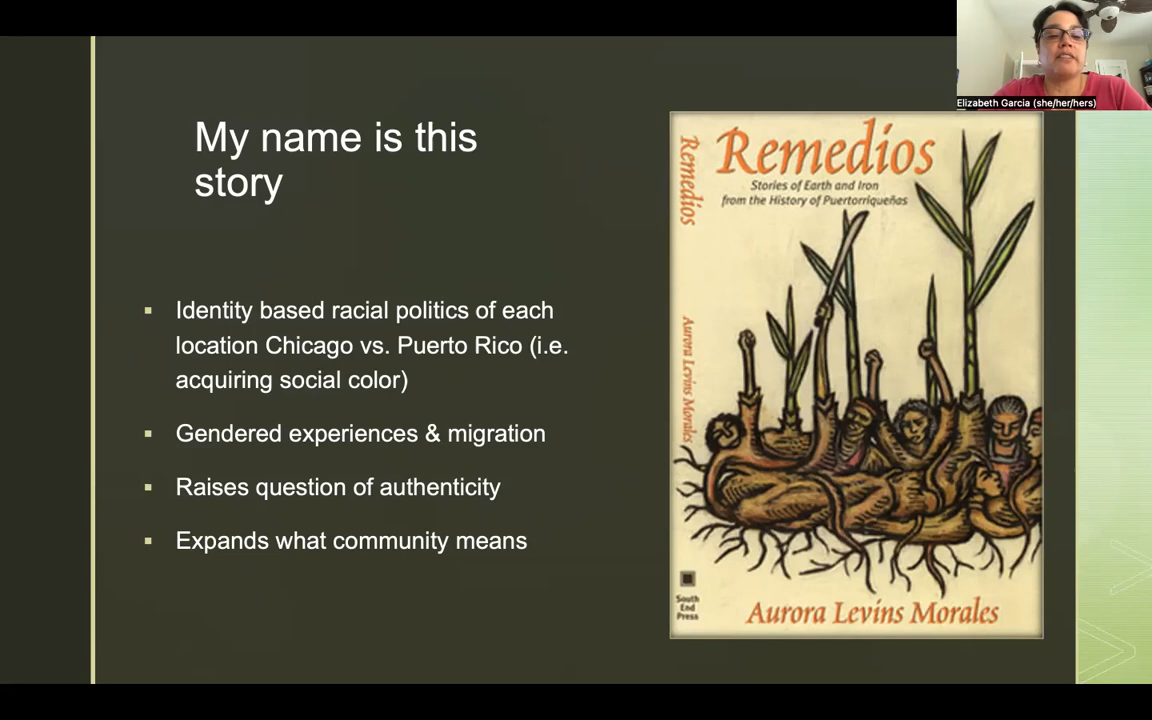 Elizabeth Garcia (she/her/hers)
My name is this
story
▪ Identity based racial politics of each
location Chicago vs. Puerto Rico (i.e.
acquiring social color)
▪ Gendered experiences & migration
▪ Raises question of authenticity
▪ Expands what community means
Remedios
Remedios
Stories of Earth and Iron
from the History of Puertorriqueñas
Aurora Levins Morales
South
End
Press
Aurora Levins Morales